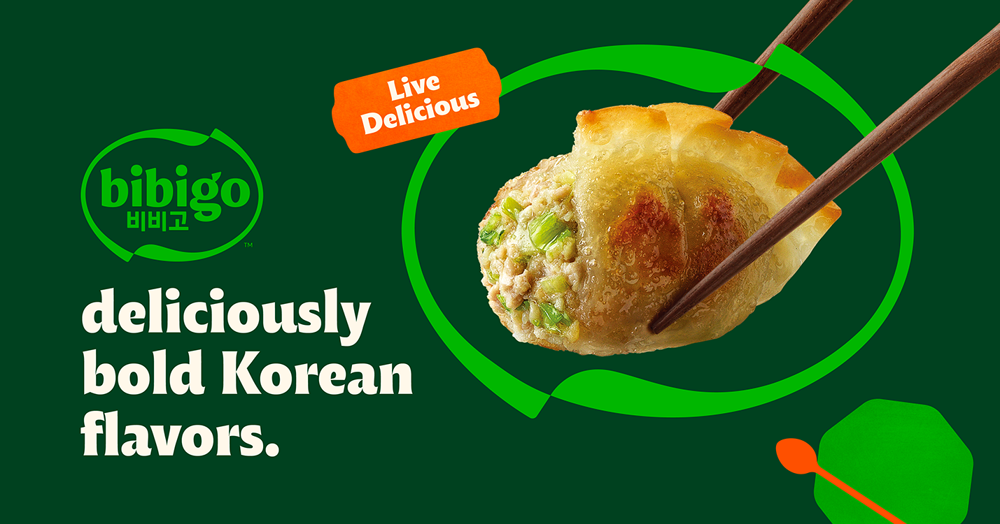 Live
Delicious
bibigo
비비고
TM
deliciously
bold Korean
flavors.